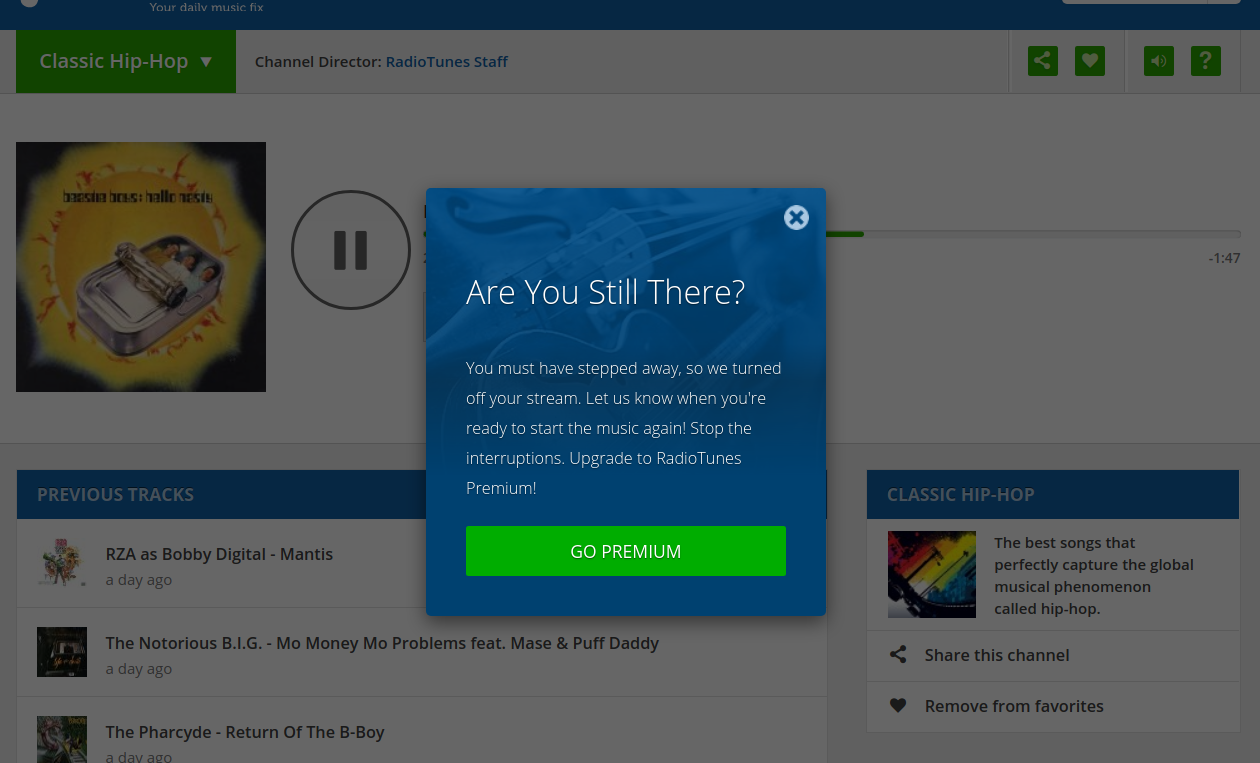 Your daily music fix
Classic Hip-Hop ▼
Channel Director: RadioTunes Staff
?
beastie boys: hello nasty
-1:47
Are You Still There?
You must have stepped away, so we turned
off your stream. Let us know when you're
ready to start the music again! Stop the
interruptions. Upgrade to RadioTunes
Premium!
GO PREMIUM
PREVIOUS TRACKS
RZA as Bobby Digital - Mantis
a day ago
The Notorious B.I.G. - Mo Money Mo Problems feat. Mase & Puff Daddy
a day ago
The Pharcyde - Return Of The B-Boy
a day ago
CLASSIC HIP-HOP
The best songs that
perfectly capture the global
musical phenomenon
called hip-hop.
Share this channel
Remove from favorites